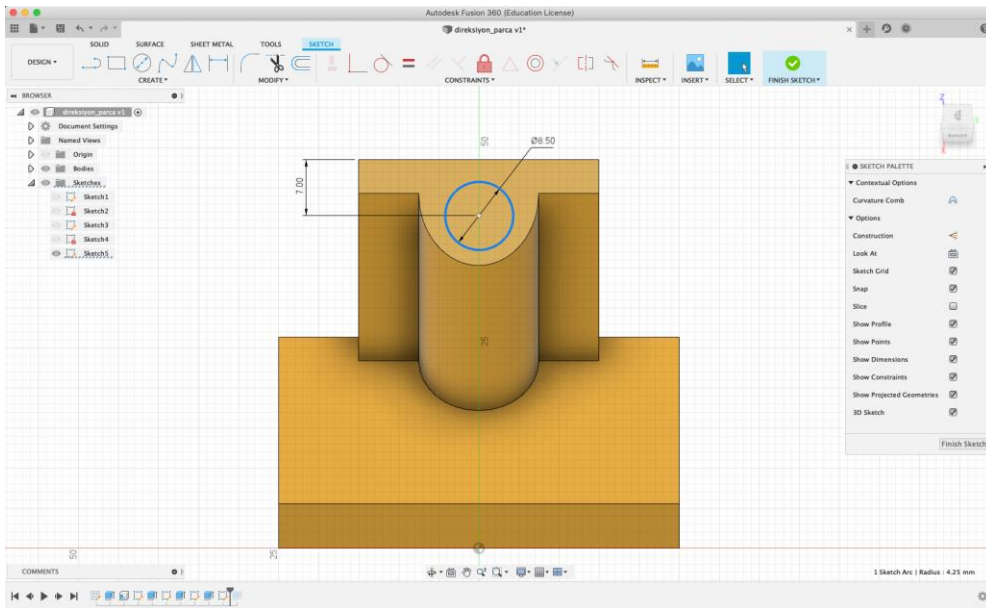 Autodesk Fusion 360 (Education License)
direksiyon_parca v1*
SOLID SURFACE SHEET METAL TOOLS SKETCH
DESIGN
CREATE MODIFY CONSTRAINTS INSPECT INSERT SELECT FINISH SKETCH
BROWSER
direksiyon_parca v1
Document Settings
Named Views
Origin
Bodies
Sketches
Sketch1
Sketch2
Sketch3
Sketch4
Sketch5
50
Ø8.50
7.00
25
50
25
Z
SKETCH PALETTE
Contextual Options
Curvature Comb
Options
Construction
Look At
Sketch Grid
Snap
Slice
Show Profile
Show Points
Show Dimensions
Show Constraints
Show Projected Geometries
3D Sketch
Finish Sketch
COMMENTS
1 Sketch Arc | Radius : 4.25 mm